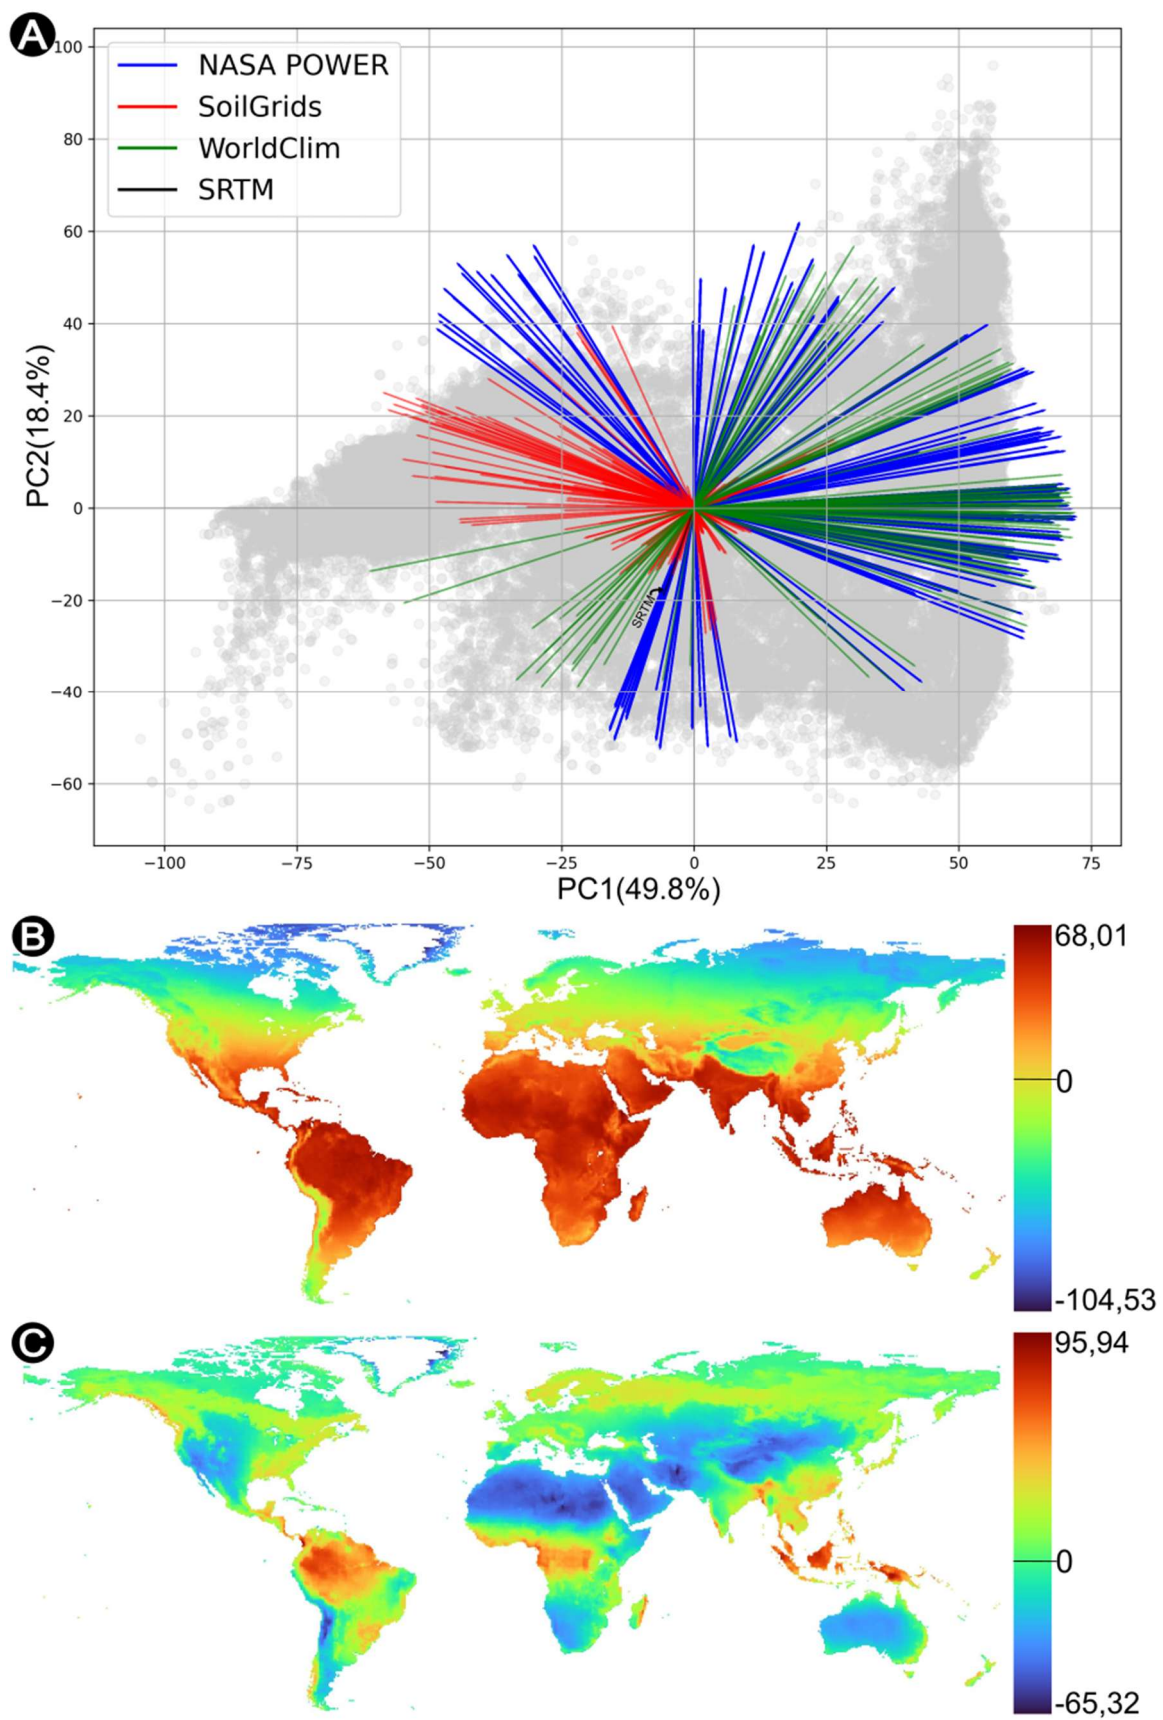 A
100
80
60
40
20
0
−20
−40
−60
NASA POWER
SoilGrids
WorldClim
SRTM
PC2(18.4%)
SRTM
−100 −75 −50 −25 0 25 50 75
PC1(49.8%)
B
68,01
0
-104,53
C
95,94
0
-65,32